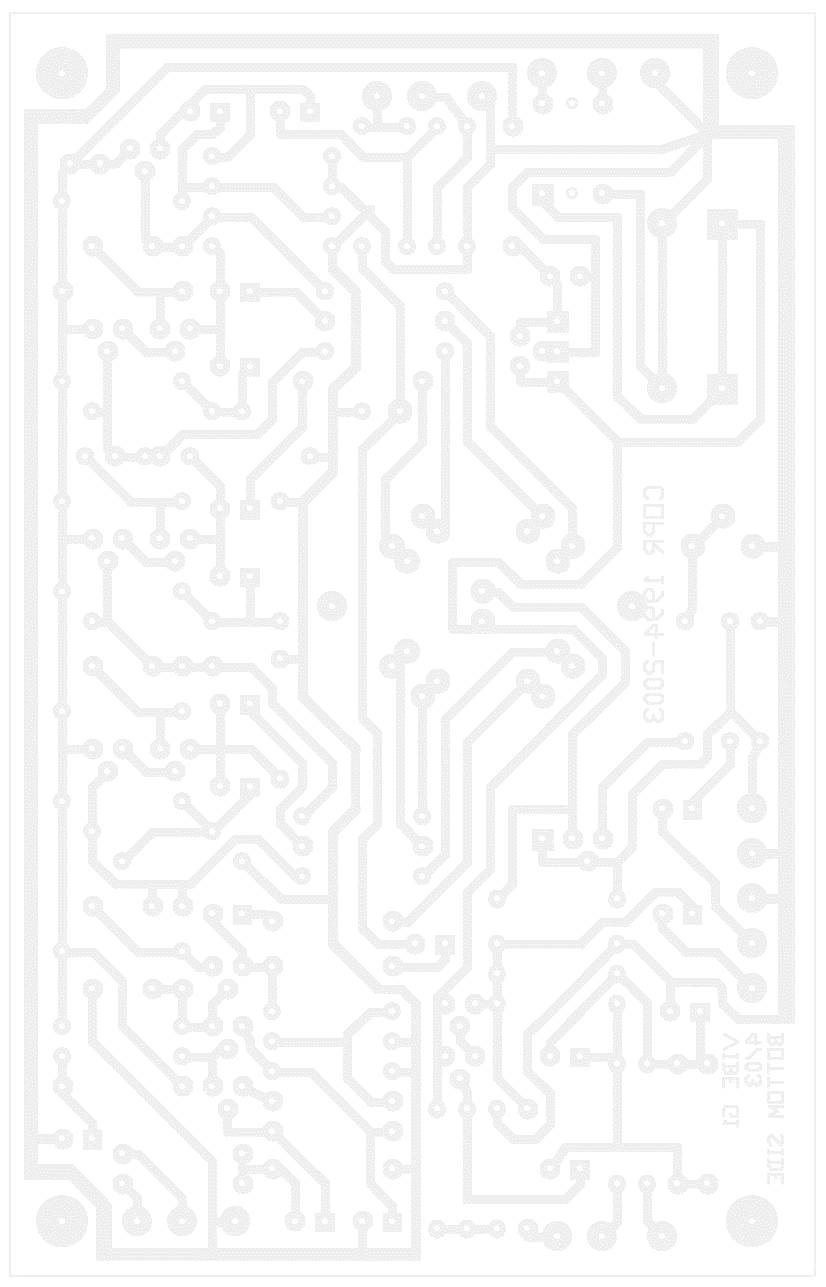 COPR 1994-2003
BOTTOM SIDE
4/03
VIBE G1